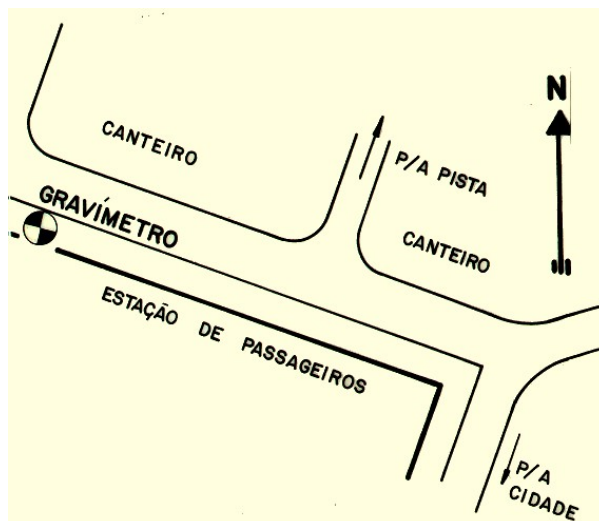 N
CANTEIRO
P/A PISTA
GRAVÍMETRO
CANTEIRO
ESTAÇÃO DE PASSAGEIROS
P/A
CIDADE